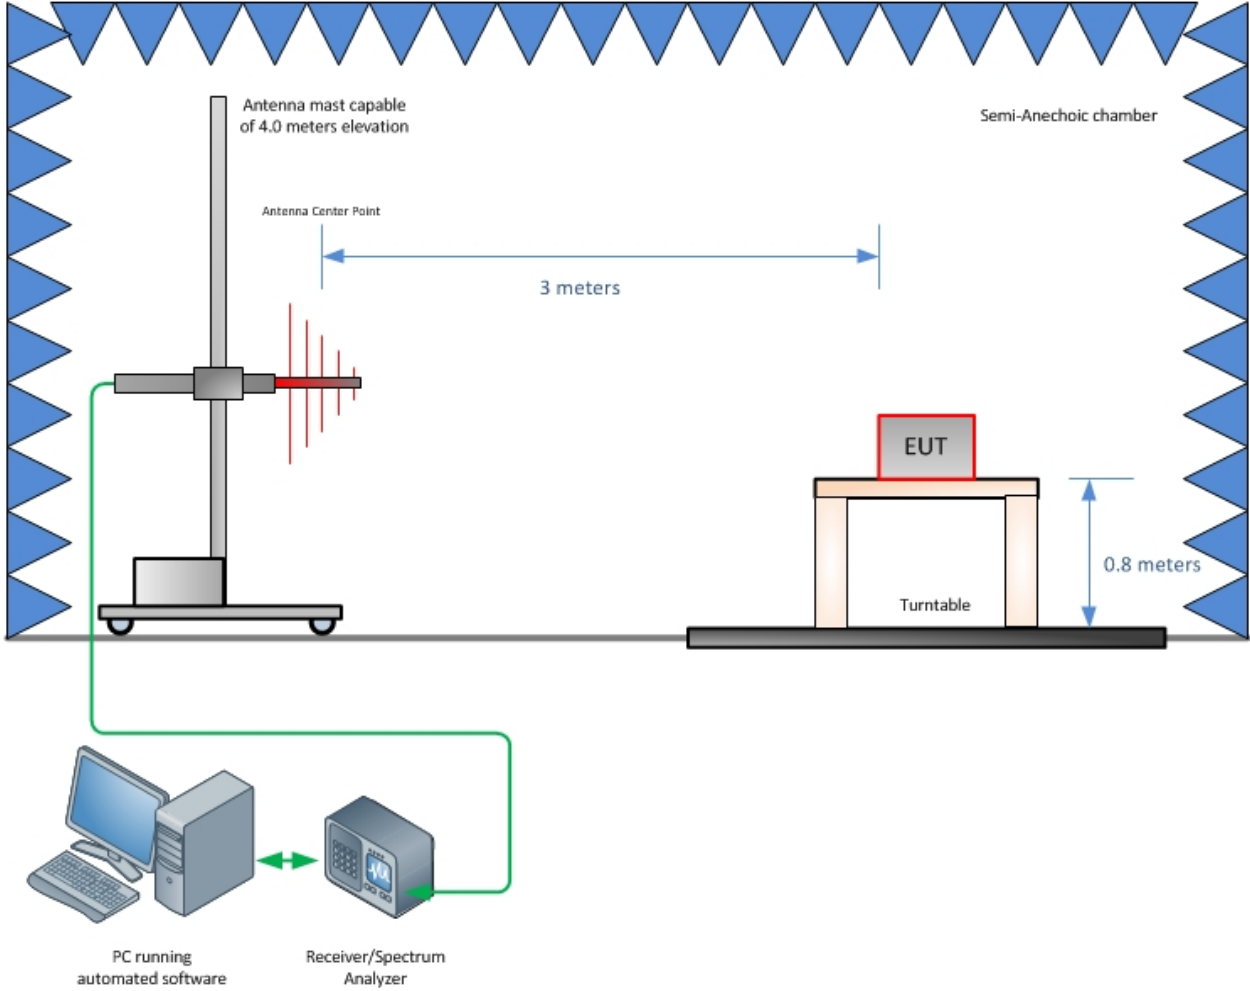 Antenna mast capable
of 4.0 meters elevation
Semi-Anechoic chamber
Antenna Center Point
3 meters
EUT
0.8 meters
Turntable
PC running
automated software
Receiver/Spectrum
Analyzer